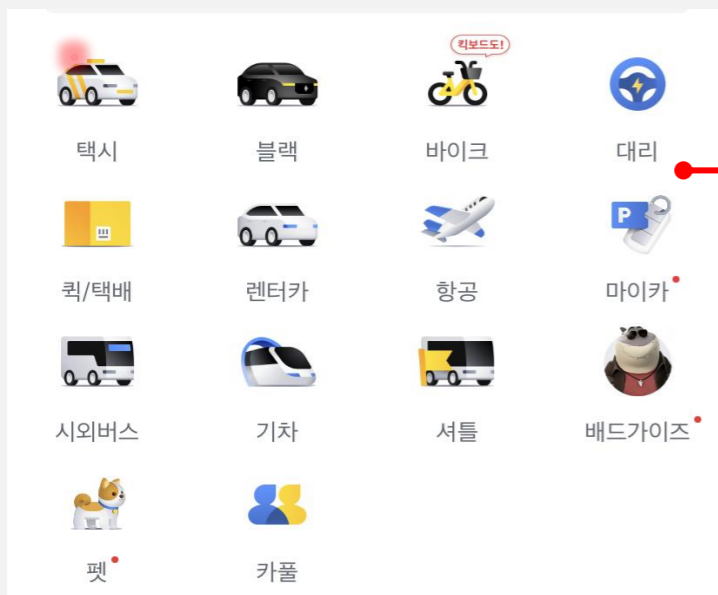 킥보드도!
택시
블랙
바이크
대리
P
퀵/택배
렌터카
항공
마이카
시외버스
기차
셔틀
배드가이즈
펫
카풀